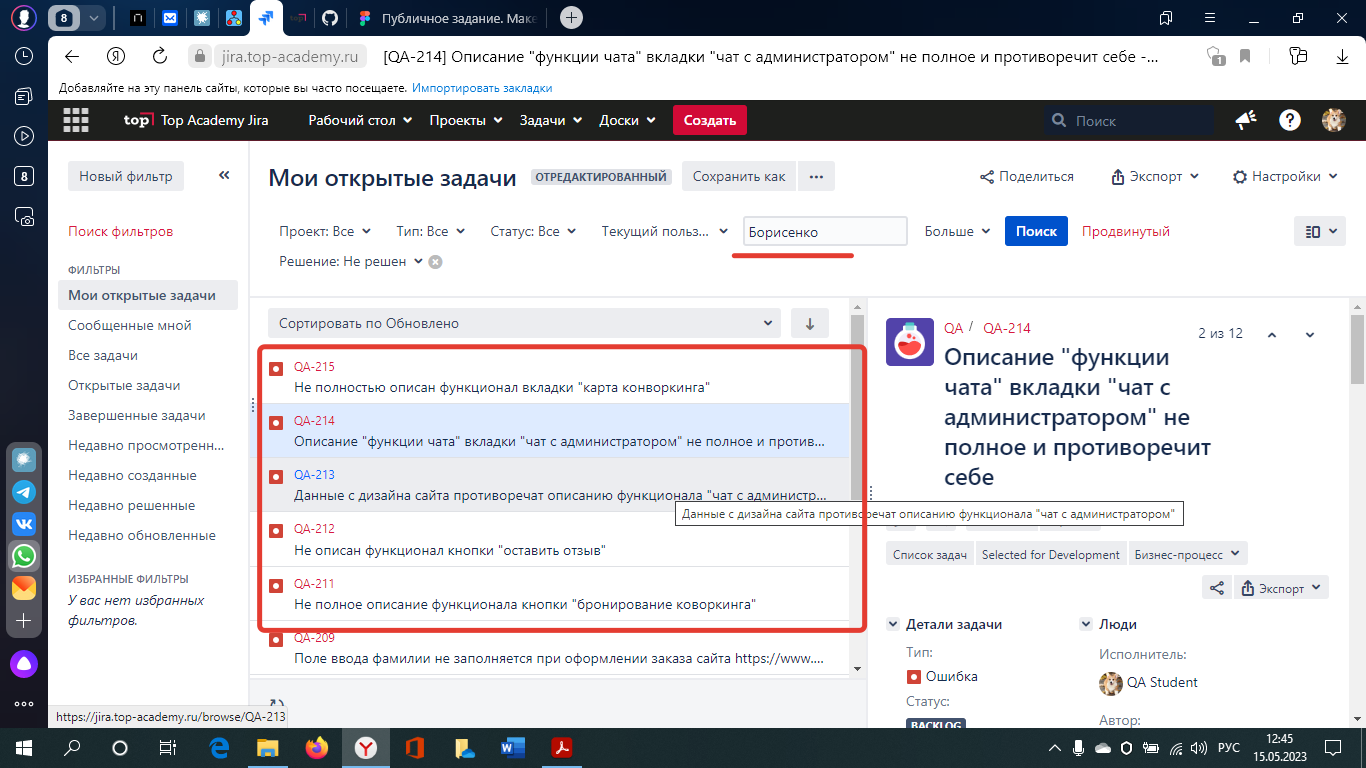 8
Публичное задание. Маке
jira.top-academy.ru
[QA-214] Описание "функции чата" вкладки "чат с администратором" не полное и противоречит себе -...
1
Добавляйте на эту панель сайты, которые вы часто посещаете. Импортировать закладки
top Top Academy Jira
Рабочий стол
Проекты
Задачи
Доски
Создать
Поиск
8
Новый фильтр
Поиск фильтров
ФИЛЬТРЫ
Мои открытые задачи
Сообщенные мной
Все задачи
Открытые задачи
Завершенные задачи
Недавно просмотренн...
Недавно созданные
Недавно решенные
Недавно обновленные
ИЗБРАННЫЕ ФИЛЬТРЫ
У вас нет избранных
фильтров.
Мои открытые задачи
ОТРЕДАКТИРОВАННЫЙ
Сохранить как
Поделиться
Экспорт
Настройки
Проект: Все
Тип: Все
Статус: Все
Текущий польз...
Борисенко
Больше
Поиск
Продвинутый
Решение: Не решен
Сортировать по Обновлено
QA-215
Не полностью описан функционал вкладки "карта конворкинга"
QA-214
Описание "функции чата" вкладки "чат с администратором" не полное и против...
QA-213
Данные с дизайна сайта противоречат описанию функционала "чат с администр...
Данные с дизайна сайта противоречат описанию функционала "чат с администратором"
QA-212
Не описан функционал кнопки "оставить отзыв"
QA-211
Не полное описание функционала кнопки "бронирование коворкинга"
QA-209
Поле ввода фамилии не заполняется при оформлении заказа сайта https://www....
QA / QA-214
2 из 12
Описание "функции
чата" вкладки "чат с
администратором" не
полное и противоречит
себе
Список задач
Selected for Development
Бизнес-процесс
Экспорт
Детали задачи
Тип:
Ошибка
Статус:
BACKLOG
Люди
Исполнитель:
QA Student
Автор:
https://jira.top-academy.ru/browse/QA-213
РУС
12:45
15.05.2023